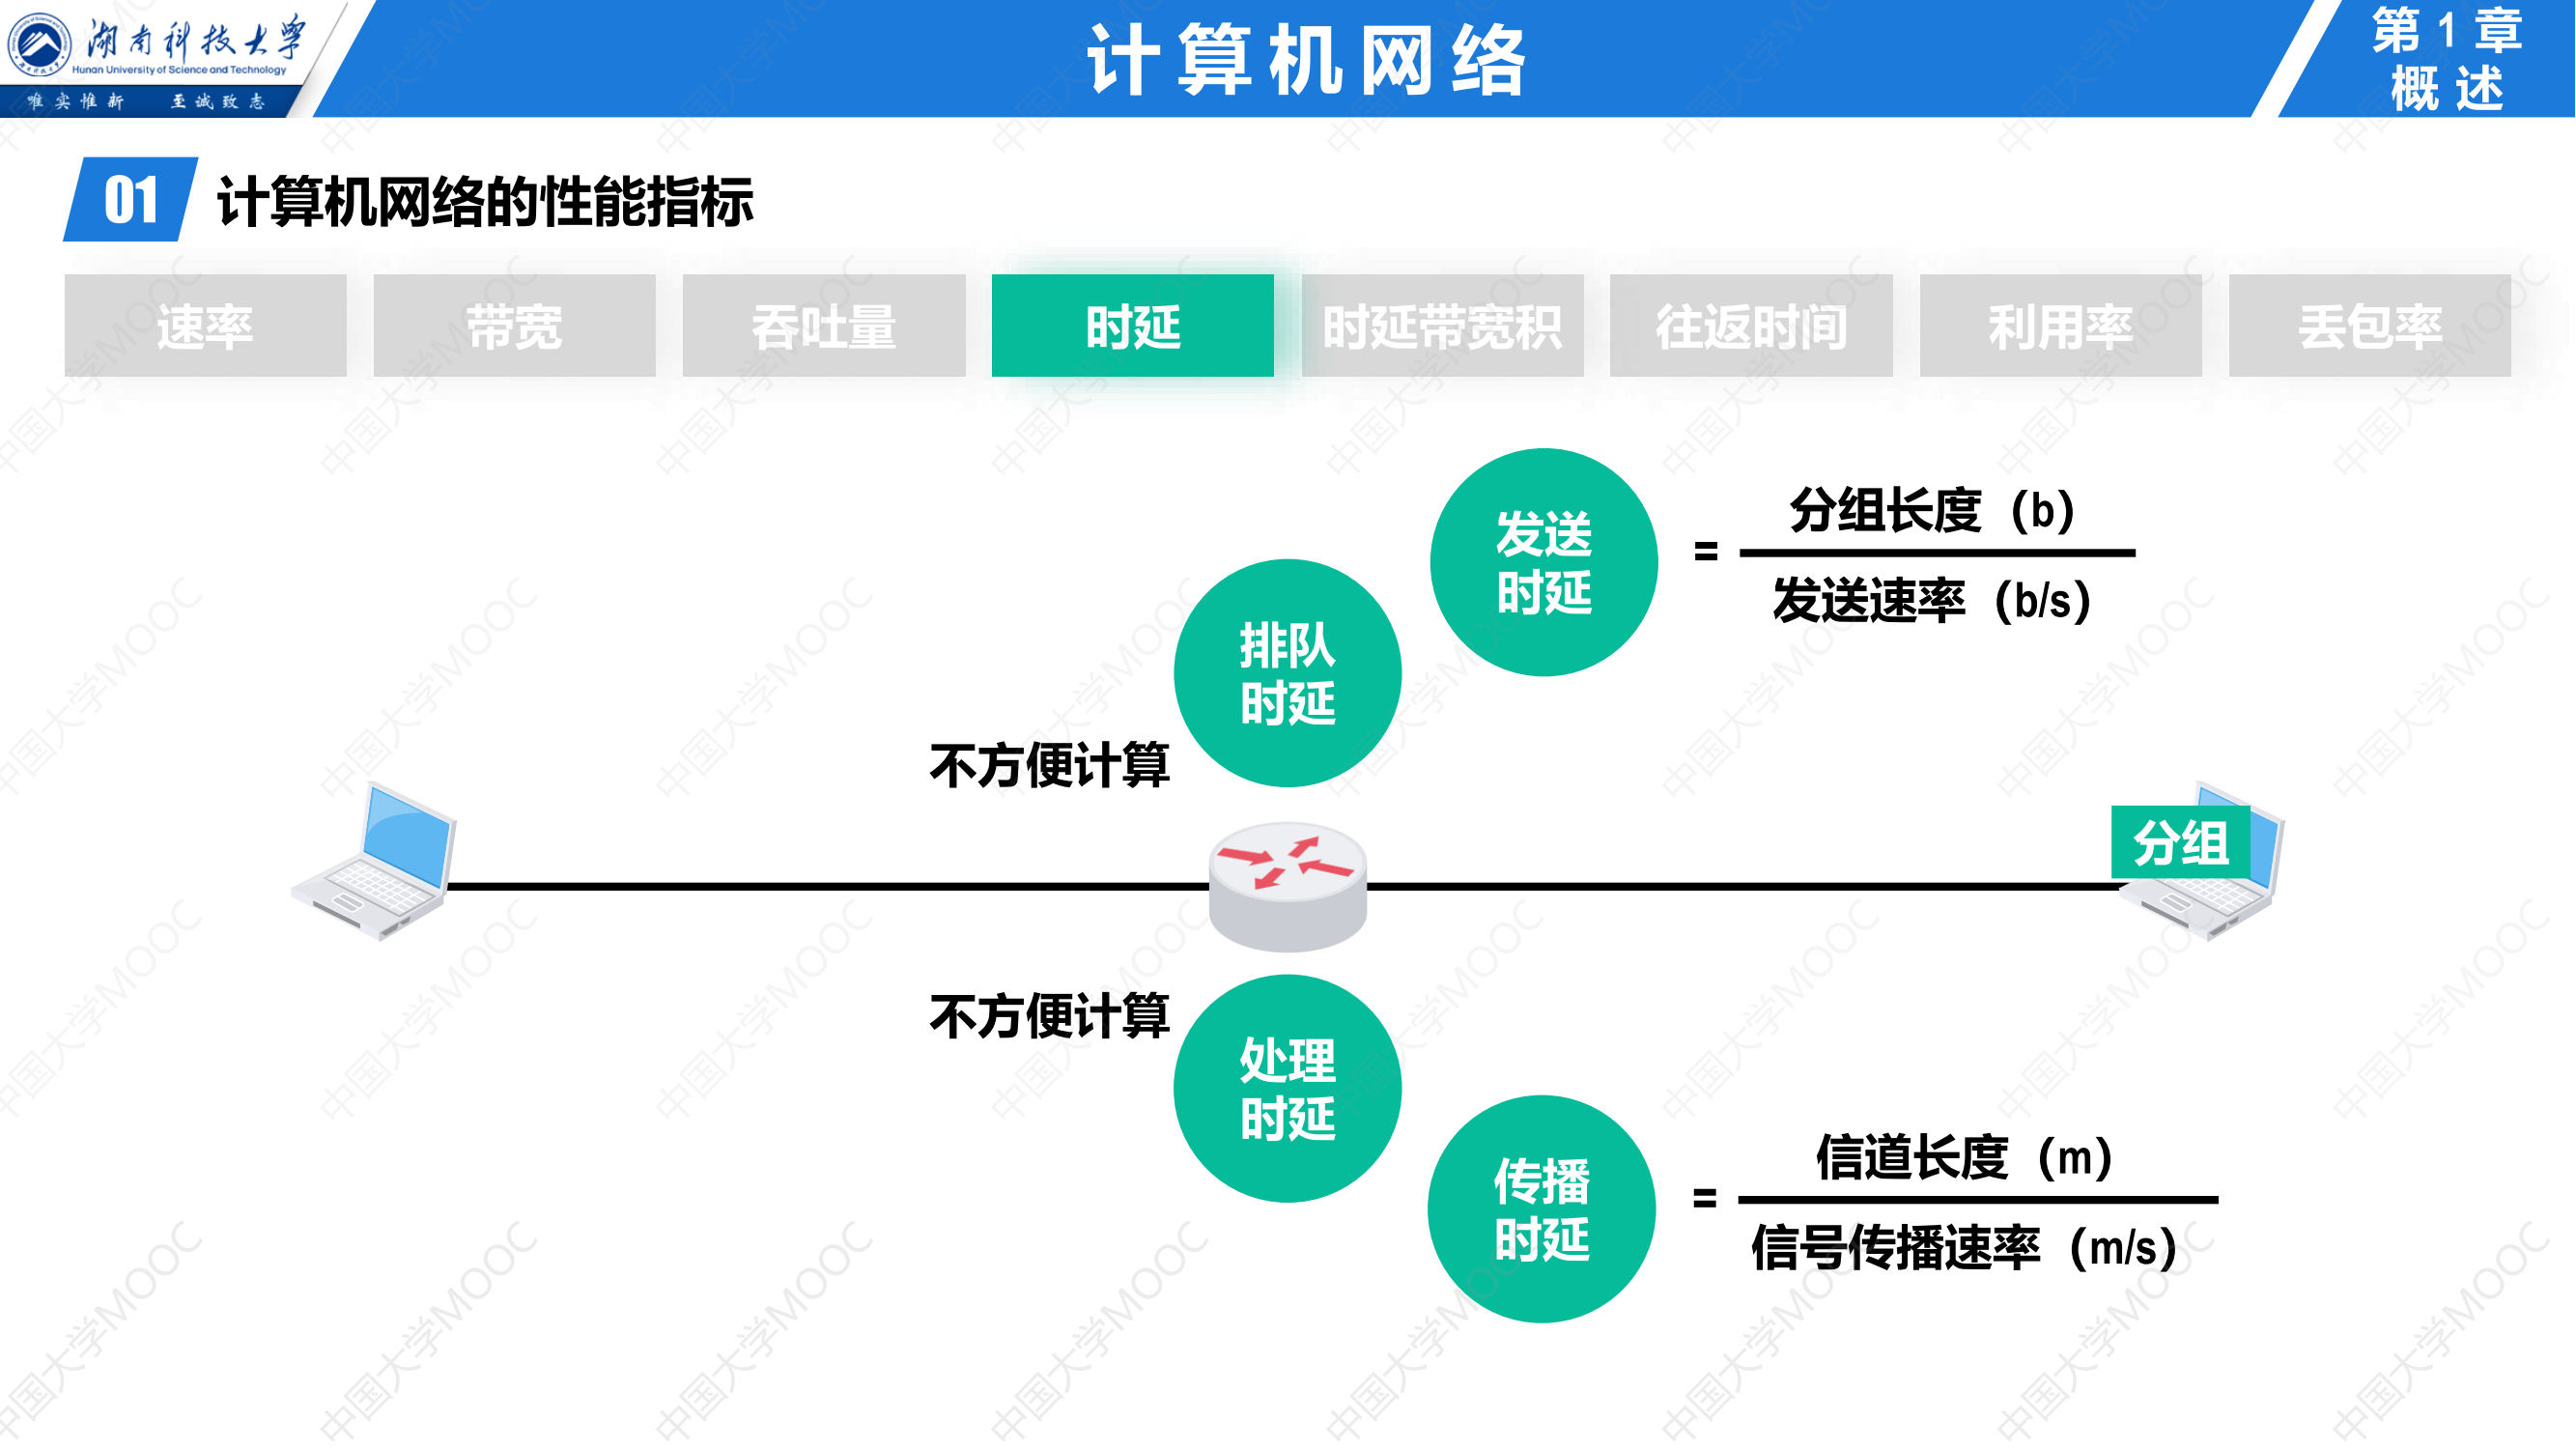 湖南科技大学
Hunan University of Science and Technology
唯实惟新 至诚致志
计算机网络
第1章
概述
01 计算机网络的性能指标
速率 带宽 吞吐量 时延 时延带宽积 往返时间 利用率 丢包率
发送
时延
= 分组长度（b）
发送速率（b/s）
排队
时延
不方便计算
分组
不方便计算
处理
时延
传播
时延
= 信道长度（m）
信号传播速率（m/s）
中国大学MOOC